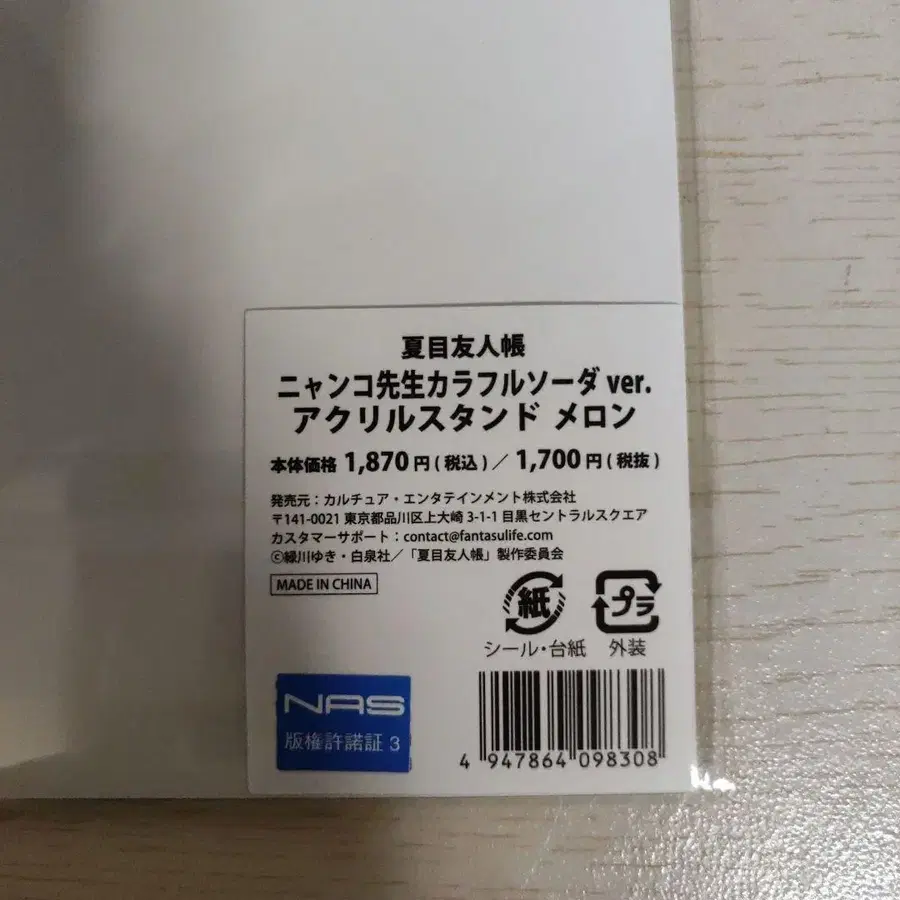 夏目友人帳
ニャンコ先生カラフルソーダ ver.
アクリルスタンド メロン
本体価格 1,870 円 ( 税込 ) ／ 1,700 円 ( 税抜 )
発売元：カルチュア・エンタテインメント株式会社
〒141-0021 東京都品川区上大崎 3-1-1 目黒セントラルスクエア
カスタマーサポート：contact@fantasulife.com
©緑川ゆき・白泉社／「夏目友人帳」製作委員会
MADE IN CHINA
紙 プラ
シール・台紙 外装
NAS
版権許諾証 3
4 947864 098308